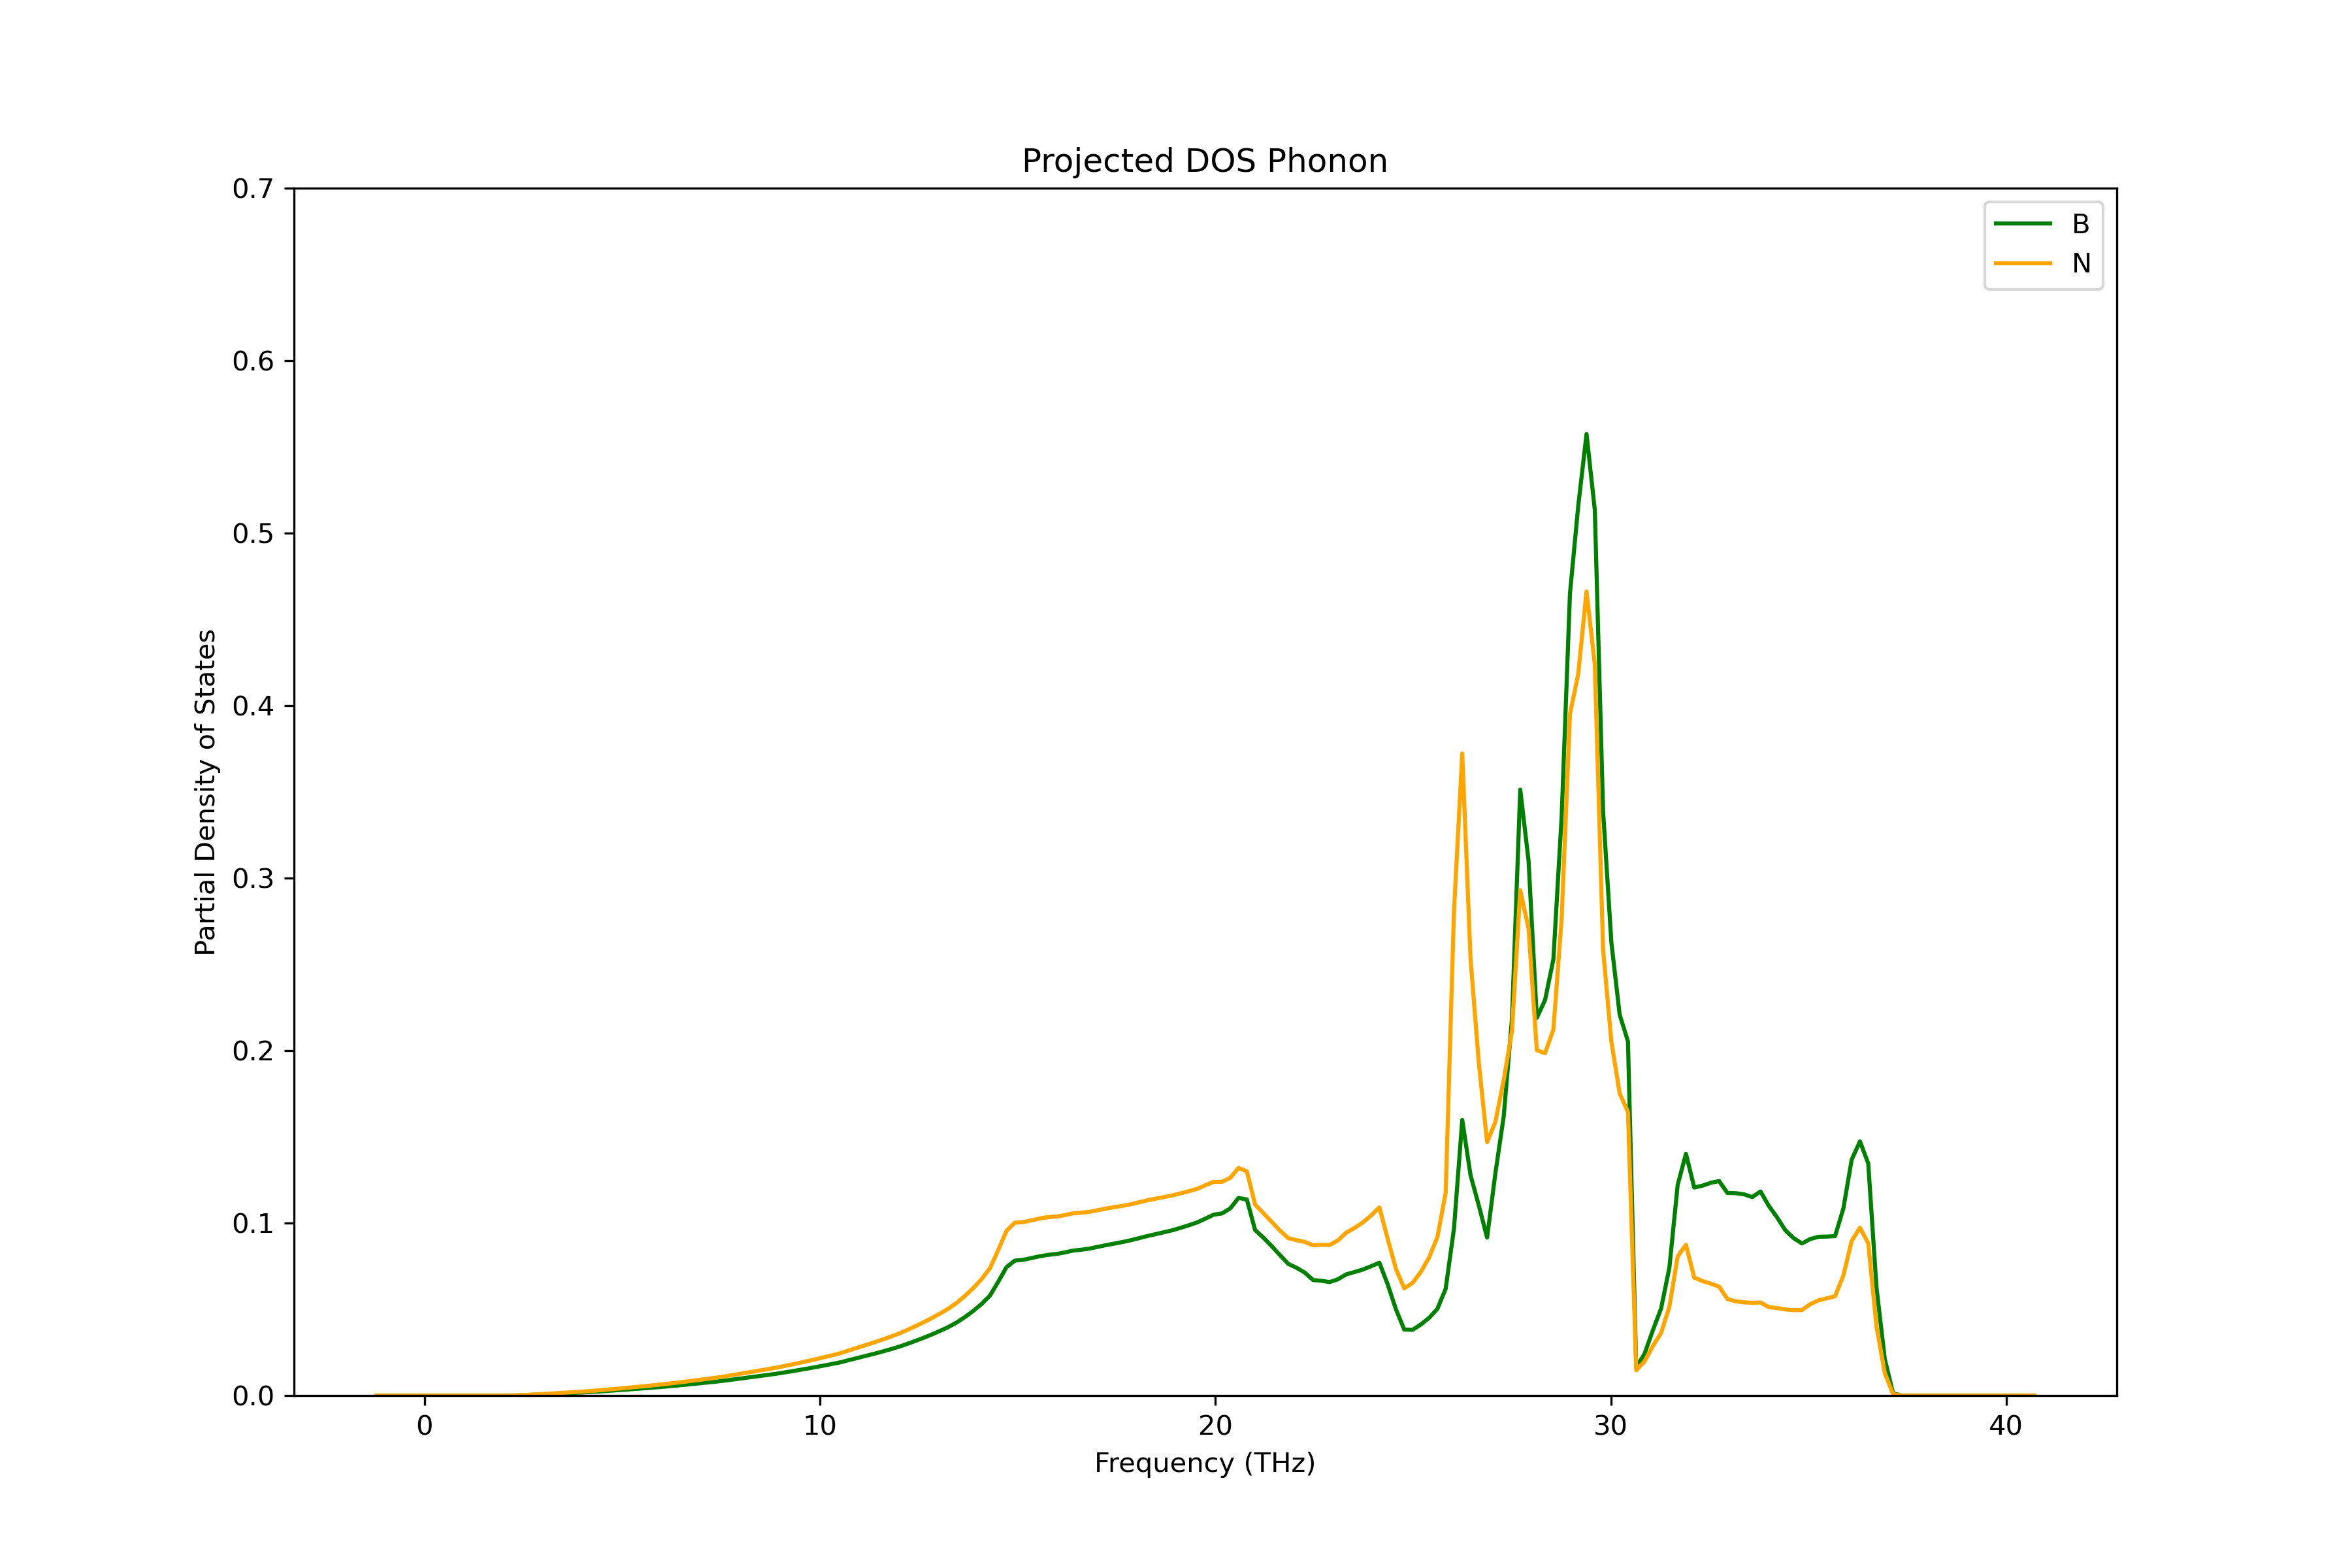 Projected DOS Phonon
0.7
0.6
0.5
0.4
0.3
0.2
0.1
0.0
Partial Density of States
B
N
0 10 20 30 40
Frequency (THz)